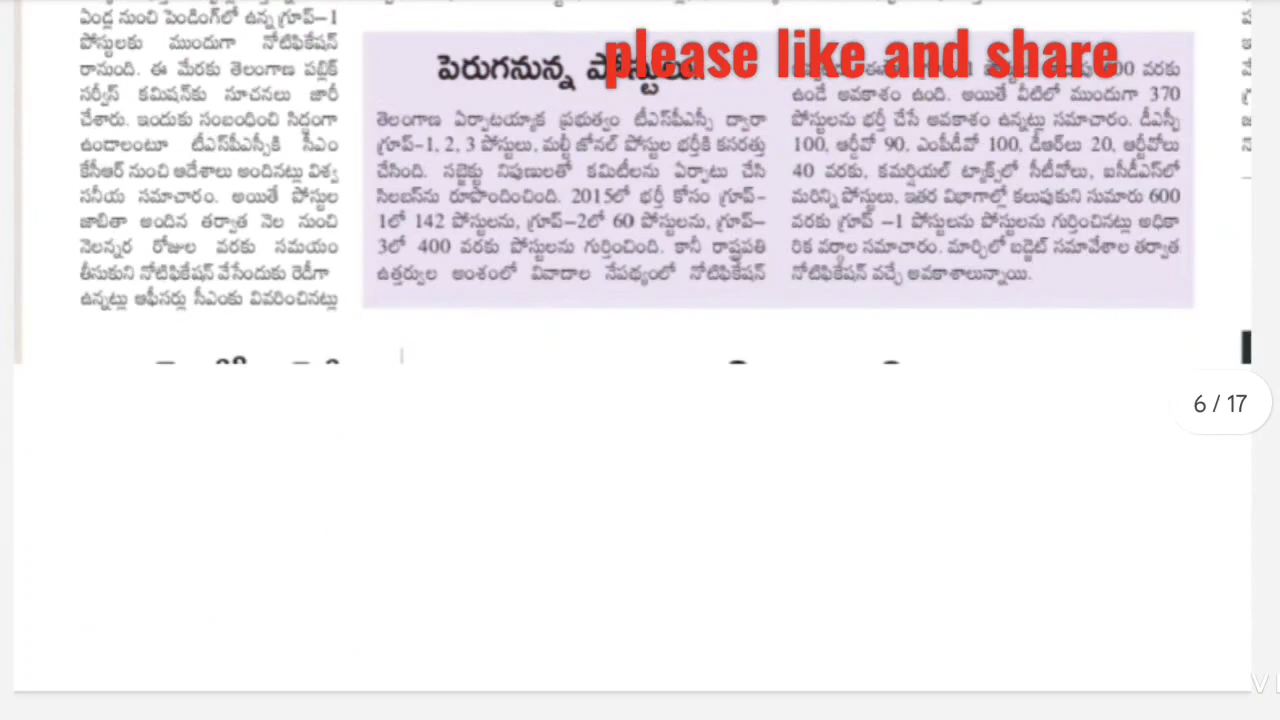 ఏండ్ల నుంచి పెండింగ్‌లో ఉన్న గ్రూప్-1
పోస్టులకు ముందుగా నోటిఫికేషన్
రానుంది. ఈ మేరకు తెలంగాణ పబ్లిక్
సర్వీస్ కమిషన్‌కు సూచనలు జారీ
చేశారు. ఇందుకు సంబంధించి సిద్ధంగా
ఉండాలంటూ టీఎస్‌పీఎస్సీకి సీఎం
కేసీఆర్ నుంచి ఆదేశాలు అందినట్లు విశ్వ
సనీయ సమాచారం. అయితే పోస్టుల
జాబితా అందిన తర్వాత నెల నుంచి
నెలన్నర రోజుల వరకు సమయం
తీసుకుని నోటిఫికేషన్ వేసేందుకు రెడీగా
ఉన్నట్లు ఆఫీసర్లు సీఎంకు వివరించినట్లు
please like and share
పెరుగనున్న పోస్టులు
తెలంగాణ ఏర్పాటయ్యాక ప్రభుత్వం టీఎస్‌పీఎస్సీ ద్వారా
గ్రూప్-1, 2, 3 పోస్టులు, మల్టీ జోనల్ పోస్టుల భర్తీకి కసరత్తు
చేసింది. సబ్జెక్టు నిపుణులతో కమిటీలను ఏర్పాటు చేసి
సిలబస్‌ను రూపొందించింది. 2015లో భర్తీ కోసం గ్రూప్-
1లో 142 పోస్టులను, గ్రూప్-2లో 60 పోస్టులను, గ్రూప్-
3లో 400 వరకు పోస్టులను గుర్తించింది. కానీ రాష్ట్రపతి
ఉత్తర్వుల అంశంలో వివాదాల నేపథ్యంలో నోటిఫికేషన్
వరకు
ఉండే అవకాశం ఉంది. అయితే వీటిలో ముందుగా 370
పోస్టులను భర్తీ చేసే అవకాశం ఉన్నట్టు సమాచారం. డీఎస్పీ
100, ఆర్డీవో 90, ఎంపీడీవో 100, డీఆర్‌లు 20, ఆర్టీవోలు
40 వరకు, కమర్షియల్ ట్యాక్స్‌లో సీటీవోలు, ఐసీడీఎస్‌లో
మరిన్ని పోస్టులు, ఇతర విభాగాల్లో కలుపుకుని సుమారు 600
వరకు గ్రూప్ -1 పోస్టులను పోస్టులను గుర్తించినట్లు అధికా
రిక వర్గాల సమాచారం. మార్చిలో బడ్జెట్ సమావేశాల తర్వాత
నోటిఫికేషన్ వచ్చే అవకాశాలున్నాయి.
6 / 17